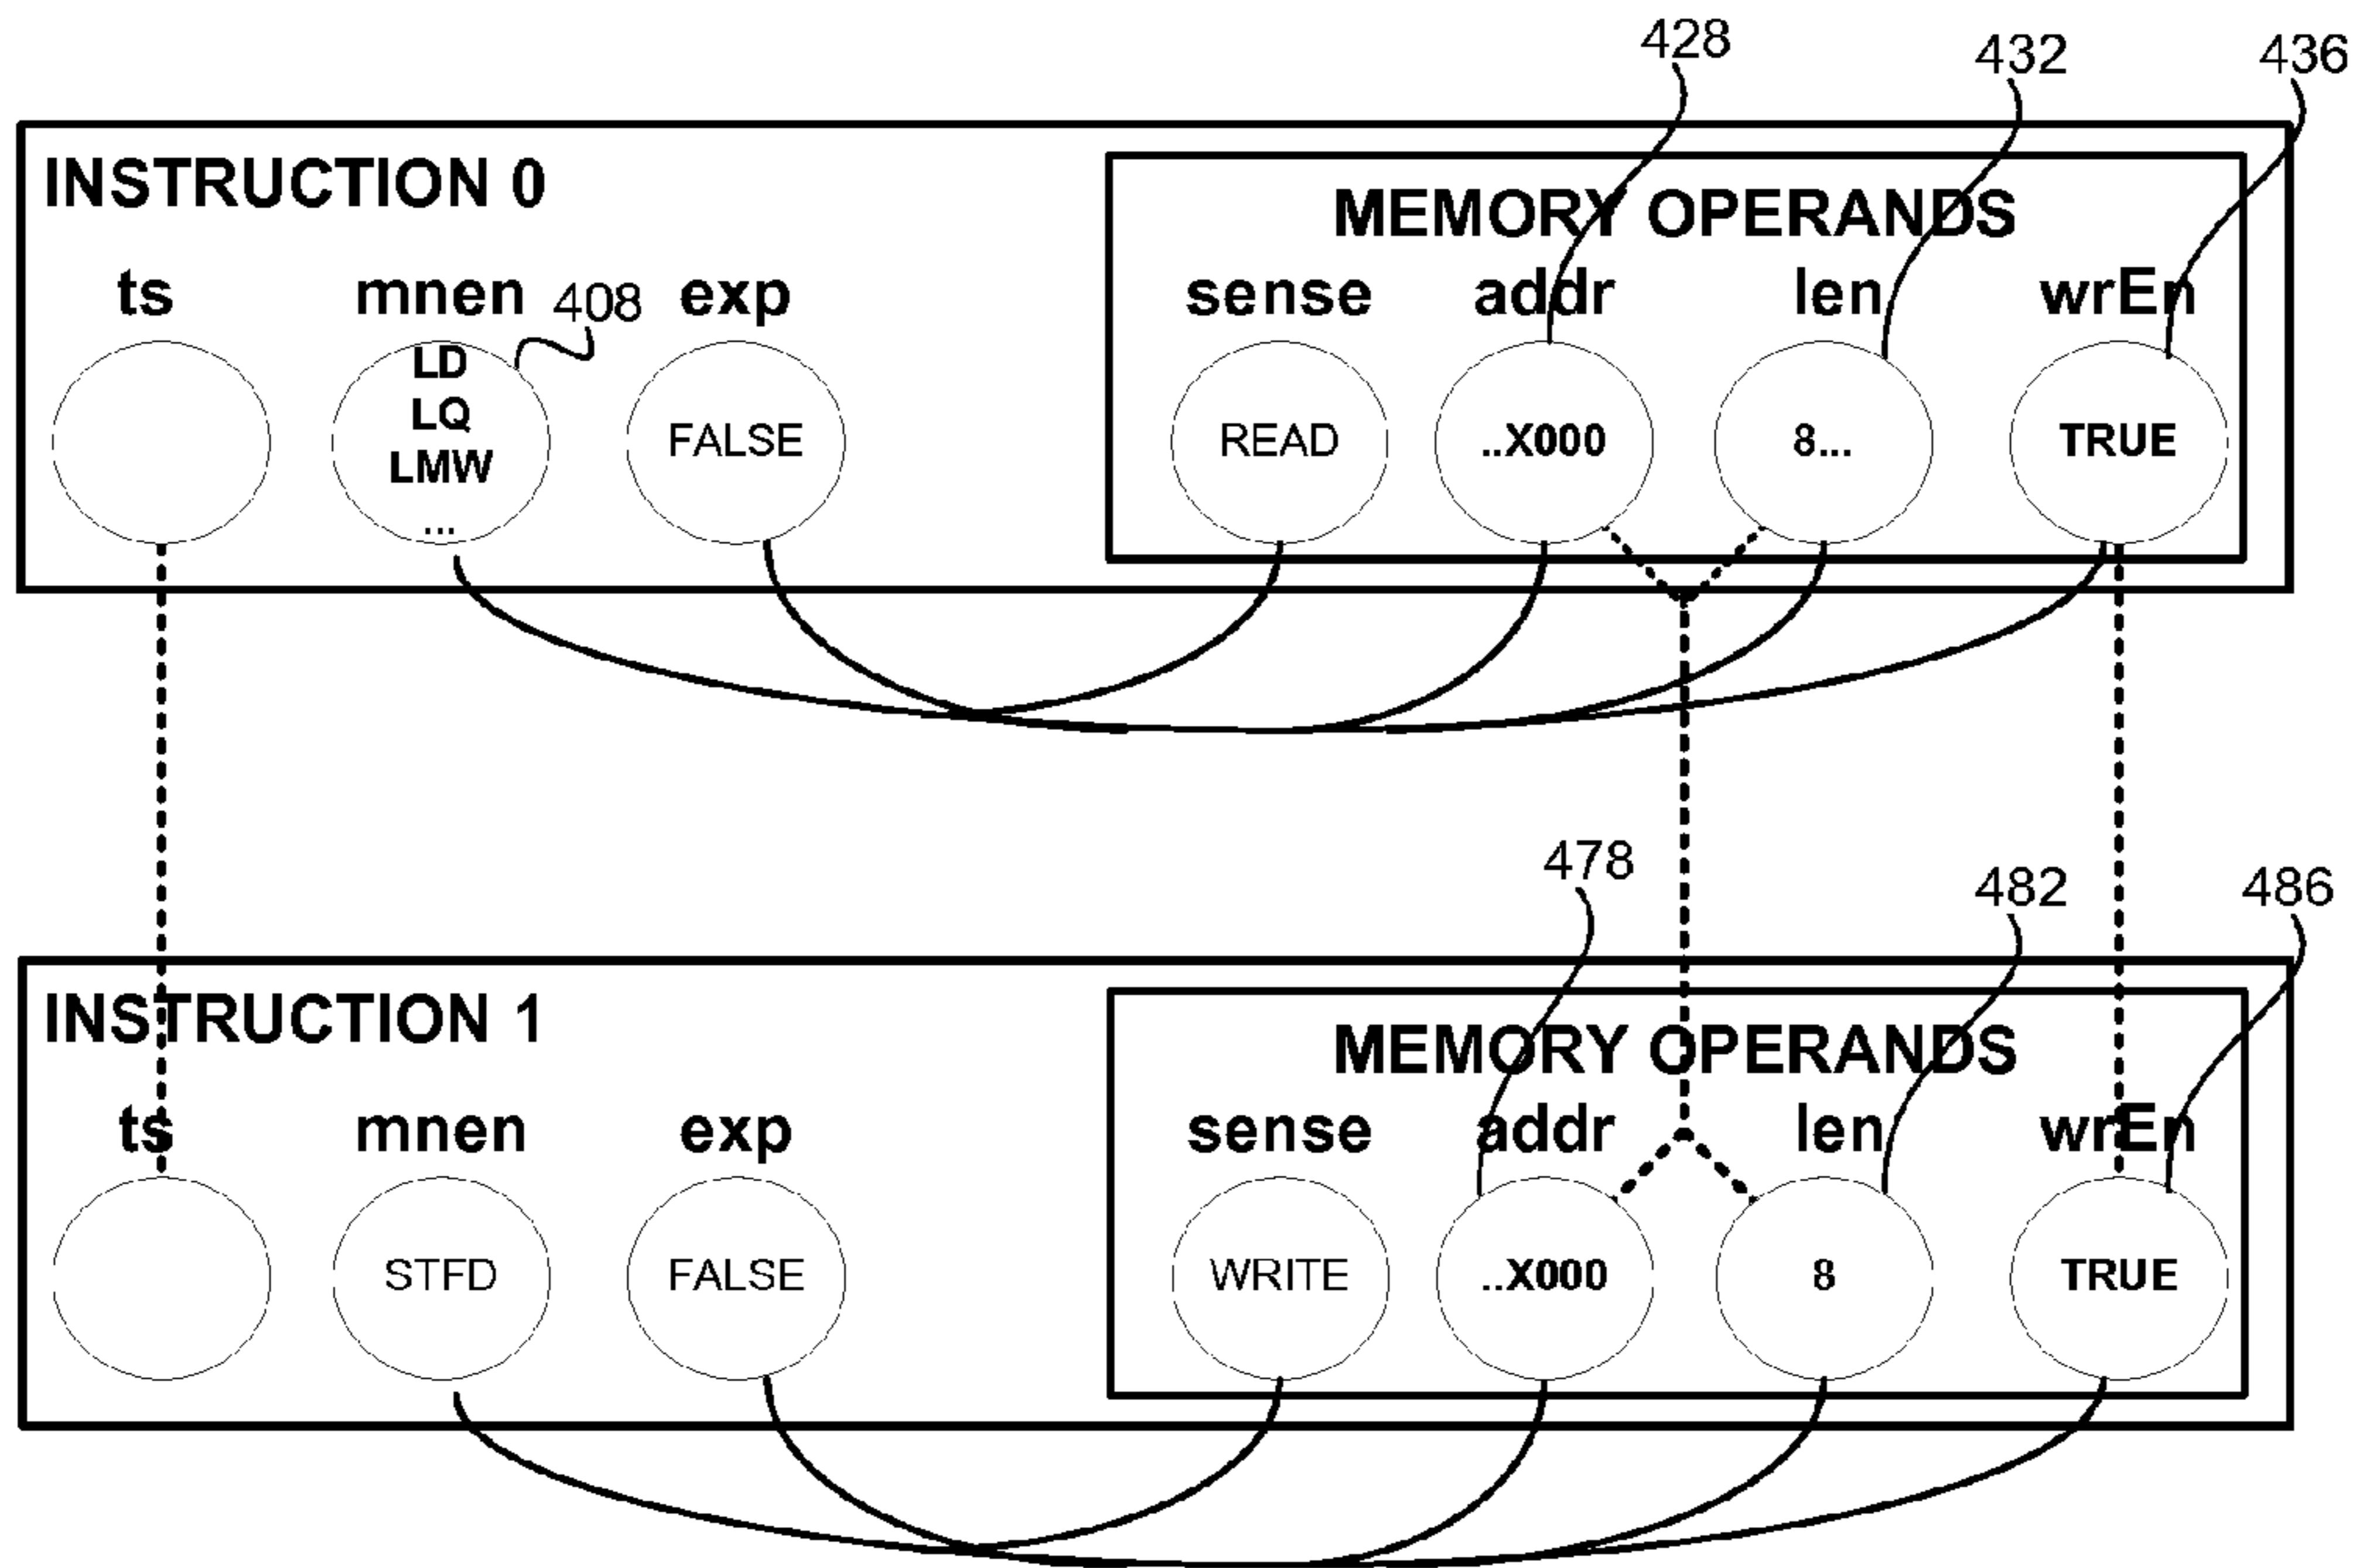 428 432 436
INSTRUCTION 0
MEMORY OPERANDS
ts mnen 408 exp sense addr len wrEn
LD
LQ
LMW
...
FALSE READ ..X000 8... TRUE
478 482 486
INSTRUCTION 1
MEMORY OPERANDS
ts mnen exp sense addr len wrEn
STFD FALSE WRITE ..X000 8 TRUE